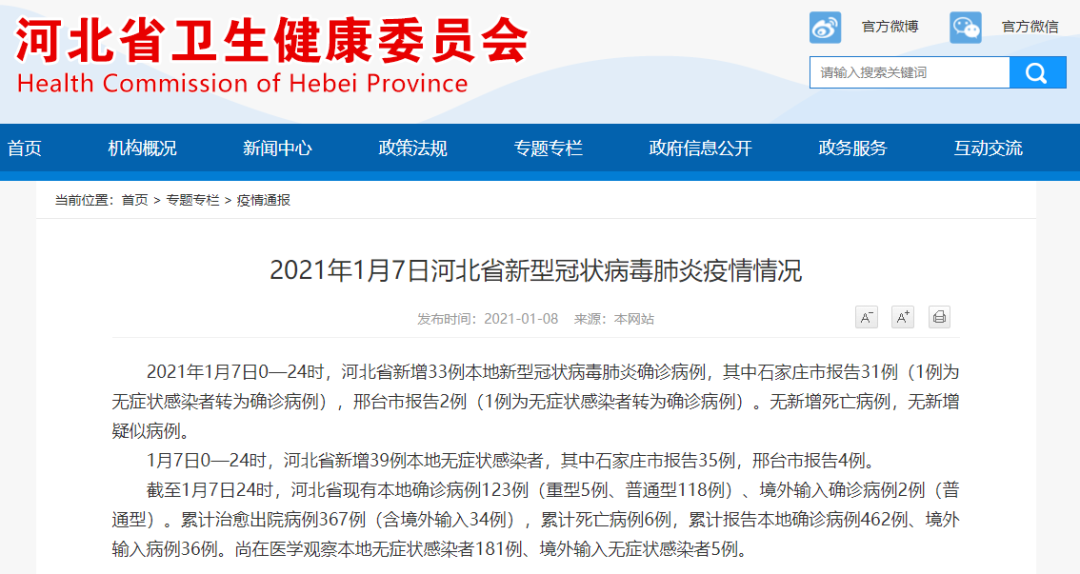 河北省卫生健康委员会
Health Commission of Hebei Province
官方微博 官方微信
请输入搜索关键词
首页 机构概况 新闻中心 政策法规 专题专栏 政府信息公开 政务服务 互动交流
当前位置：首页 > 专题专栏 > 疫情通报
2021年1月7日河北省新型冠状病毒肺炎疫情情况
发布时间：2021-01-08 来源：本网站
A- A+
2021年1月7日0—24时，河北省新增33例本地新型冠状病毒肺炎确诊病例，其中石家庄市报告31例（1例为
无症状感染者转为确诊病例），邢台市报告2例（1例为无症状感染者转为确诊病例）。无新增死亡病例，无新增
疑似病例。
1月7日0—24时，河北省新增39例本地无症状感染者，其中石家庄市报告35例，邢台市报告4例。
截至1月7日24时，河北省现有本地确诊病例123例（重型5例、普通型118例）、境外输入确诊病例2例（普
通型）。累计治愈出院病例367例（含境外输入34例），累计死亡病例6例，累计报告本地确诊病例462例、境外
输入病例36例。尚在医学观察本地无症状感染者181例、境外输入无症状感染者5例。